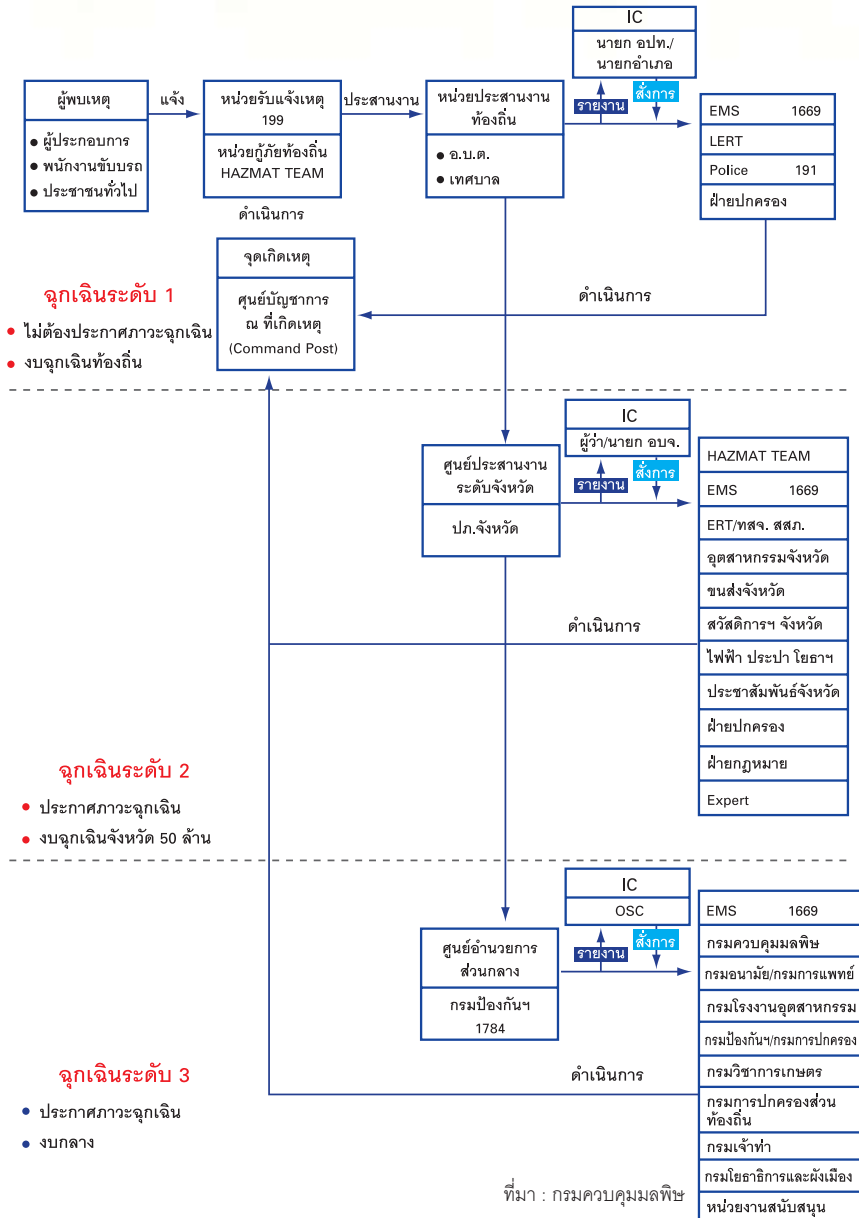 IC
นายก อปท./
นายกอำเภอ
ผู้พบเหตุ
● ผู้ประกอบการ
● พนักงานขับบรถ
● ประชาชนทั่วไป
แจ้ง
หน่วยรับแจ้งเหตุ
199
หน่วยกู้ภัยท้องถิ่น
HAZMAT TEAM
ดำเนินการ
ประสานงาน
หน่วยประสานงาน
ท้องถิ่น
● อ.บ.ต.
● เทศบาล
รายงาน
สั่งการ
EMS 1669
LERT
Police 191
ฝ่ายปกครอง
จุดเกิดเหตุ
ศูนย์บัญชาการ
ณ ที่เกิดเหตุ
(Command Post)
ดำเนินการ
ฉุกเฉินระดับ 1
● ไม่ต้องประกาศภาวะฉุกเฉิน
● งบฉุกเฉินท้องถิ่น
IC
ผู้ว่า/นายก อบจ.
ศูนย์ประสานงาน
ระดับจังหวัด
ปภ.จังหวัด
รายงาน
สั่งการ
HAZMAT TEAM
EMS 1669
ERT/ทสจ. สสภ.
อุตสาหกรรมจังหวัด
ขนส่งจังหวัด
สวัสดิการฯ จังหวัด
ไฟฟ้า ประปา โยธาฯ
ประชาสัมพันธ์จังหวัด
ฝ่ายปกครอง
ฝ่ายกฎหมาย
Expert
ดำเนินการ
ฉุกเฉินระดับ 2
● ประกาศภาวะฉุกเฉิน
● งบฉุกเฉินจังหวัด 50 ล้าน
IC
OSC
ศูนย์อำนวยการ
ส่วนกลาง
กรมป้องกันฯ
1784
รายงาน
สั่งการ
EMS 1669
กรมควบคุมมลพิษ
กรมอนามัย/กรมการแพทย์
กรมโรงงานอุตสาหกรรม
กรมป้องกันฯ/กรมการปกครอง
กรมวิชาการเกษตร
กรมการปกครองส่วน
ท้องถิ่น
กรมเจ้าท่า
กรมโยธาธิการและผังเมือง
หน่วยงานสนับสนุน
ดำเนินการ
ฉุกเฉินระดับ 3
● ประกาศภาวะฉุกเฉิน
● งบกลาง
ที่มา : กรมควบคุมมลพิษ